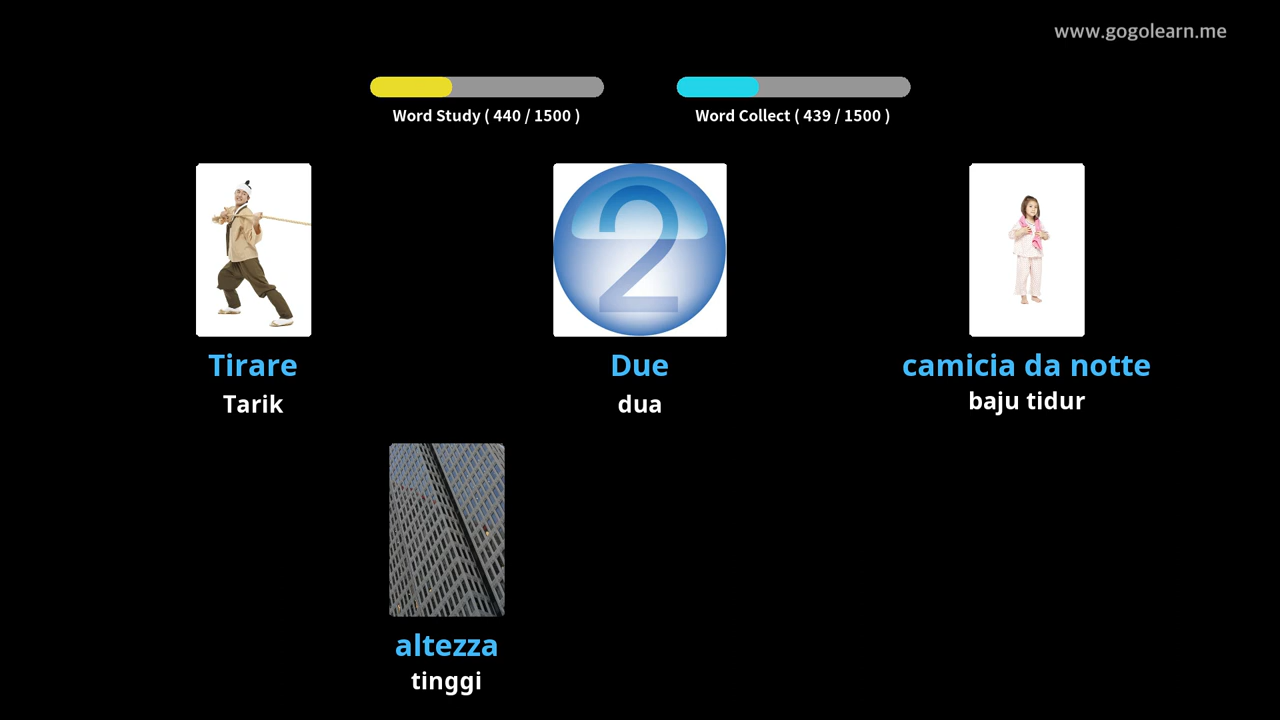 www.gogolearn.me
Word Study ( 440 / 1500 )
Word Collect ( 439 / 1500 )
2
Tirare
Tarik
Due
dua
camicia da notte
baju tidur
altezza
tinggi